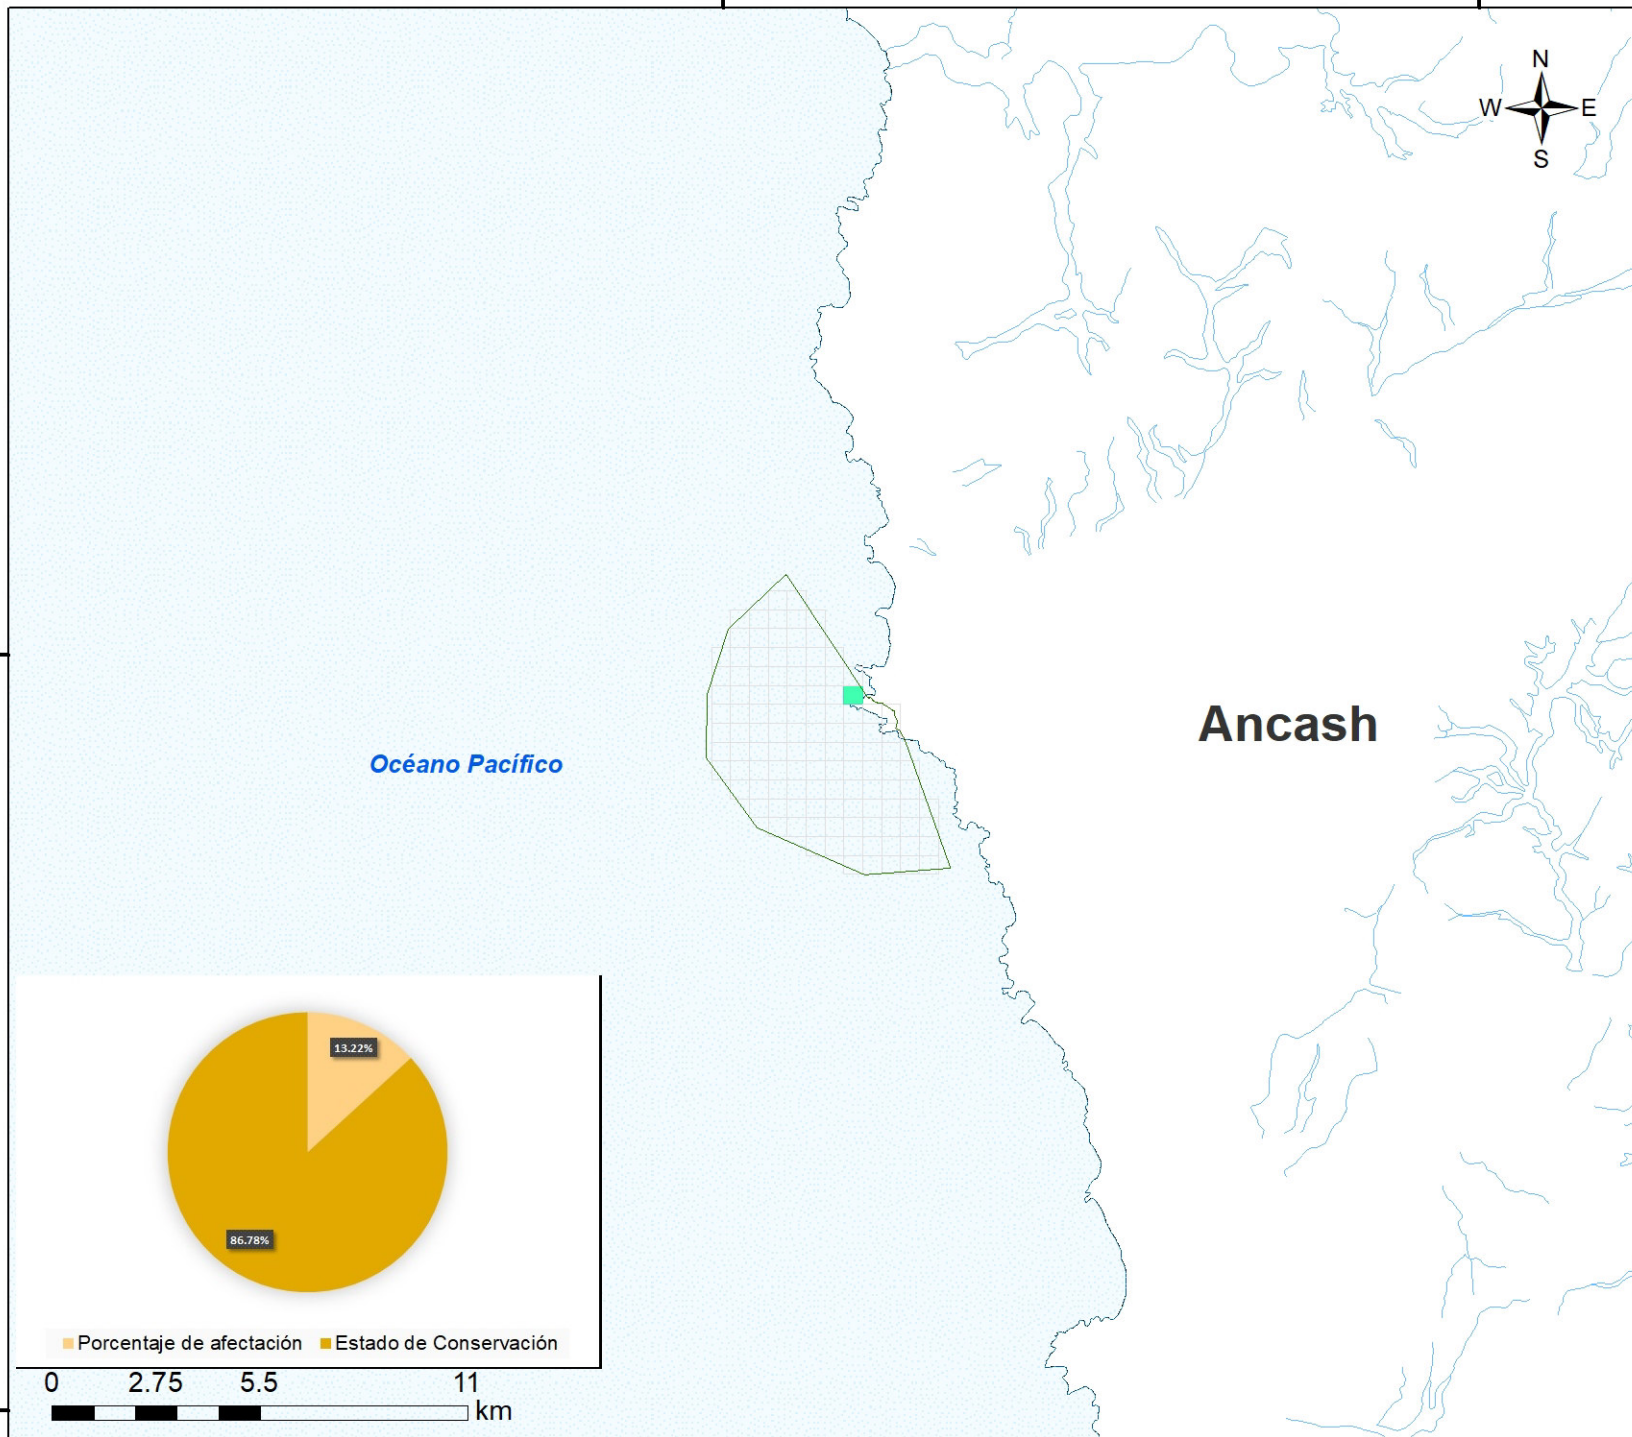 N
W E
S
Ancash
Océano Pacífico
13.22%
86.78%
Porcentaje de afectación Estado de Conservación
0 2.75 5.5 11
km